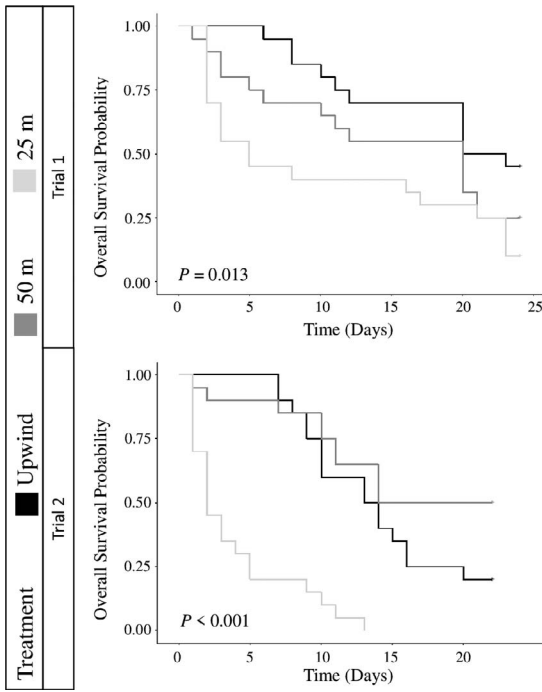 Treatment Upwind 50 m 25 m
Trial 1
Overall Survival Probability
1.00
0.75
0.50
0.25
0.00
P = 0.013
0 5 10 15 20 25
Time (Days)
Trial 2
Overall Survival Probability
1.00
0.75
0.50
0.25
0.00
P < 0.001
0 5 10 15 20
Time (Days)